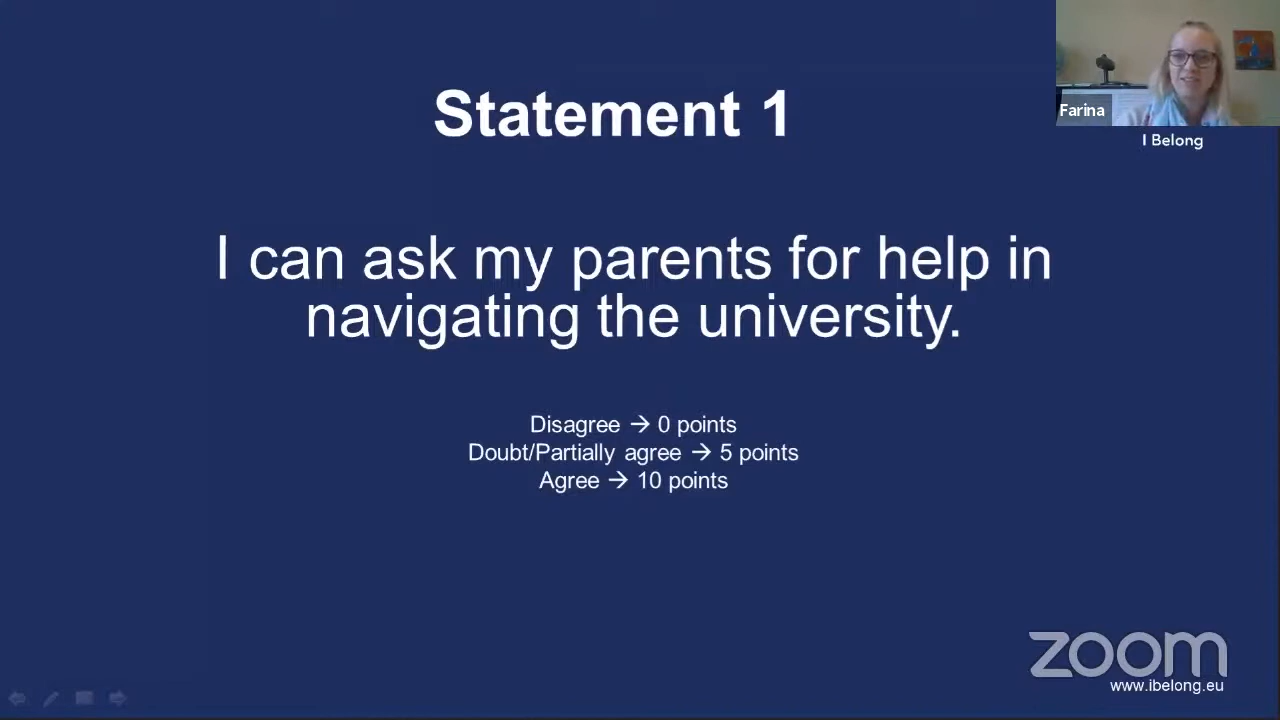 Statement 1
Farina
I Belong
I can ask my parents for help in
navigating the university.
Disagree → 0 points
Doubt/Partially agree → 5 points
Agree → 10 points
zoom
www.ibelong.eu